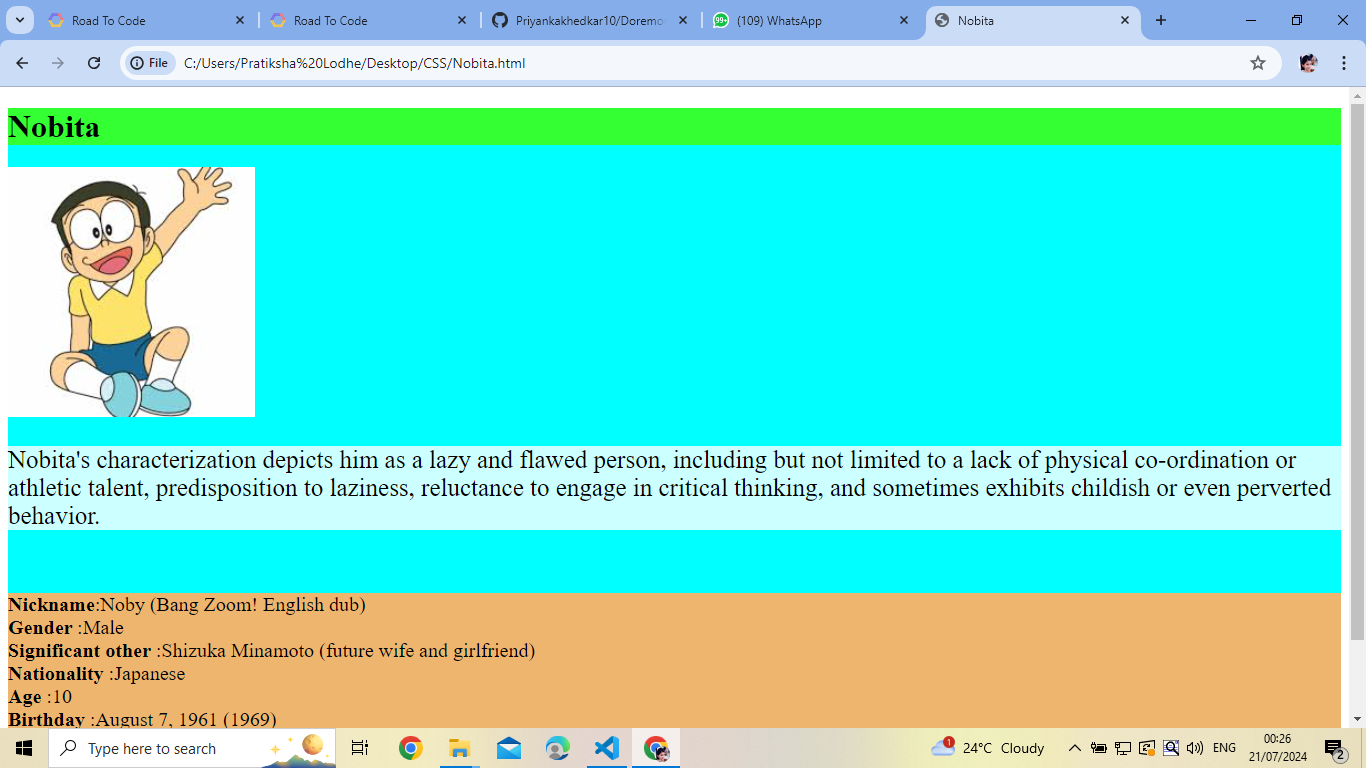 Road To Code
Road To Code
Priyankakhedkar10/Doremo
99+
(109) WhatsApp
Nobita
File
C:/Users/Pratiksha%20Lodhe/Desktop/CSS/Nobita.html
Nobita
Nobita's characterization depicts him as a lazy and flawed person, including but not limited to a lack of physical co-ordination or
athletic talent, predisposition to laziness, reluctance to engage in critical thinking, and sometimes exhibits childish or even perverted
behavior.
Nickname:Noby (Bang Zoom! English dub)
Gender :Male
Significant other :Shizuka Minamoto (future wife and girlfriend)
Nationality :Japanese
Age :10
Birthday :August 7, 1961 (1969)
Type here to search
1
24°C Cloudy
ENG
00:26
21/07/2024
2